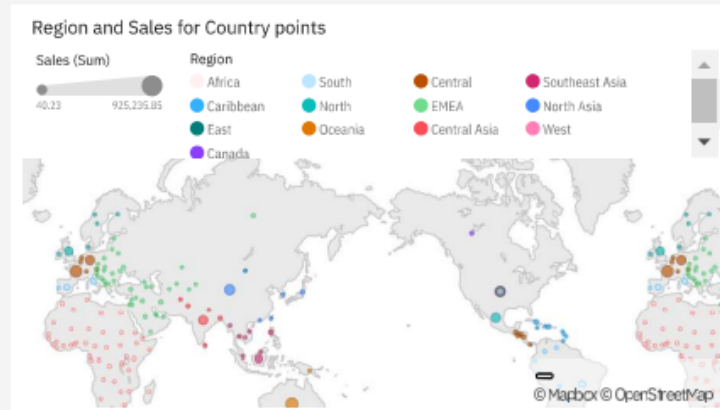 Region and Sales for Country points
Sales (Sum)
40.23 925,235.85
Region
Africa South Central Southeast Asia
Caribbean North EMEA North Asia
East Oceania Central Asia West
Canada
© Mapbox © OpenStreetMap